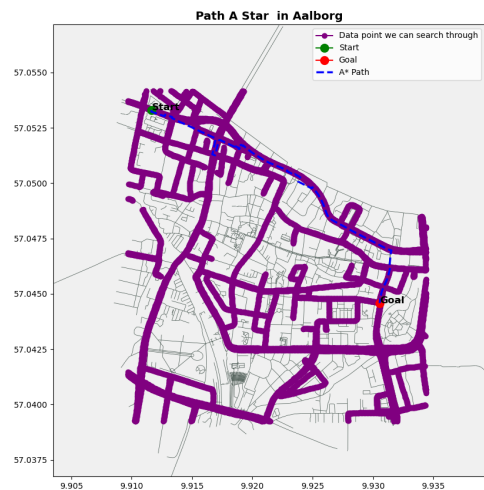 Path A Star in Aalborg
Data point we can search through
Start
Goal
A* Path
57.0550
57.0525
57.0500
57.0475
57.0450
57.0425
57.0400
57.0375
Start
Goal
9.905
9.910
9.915
9.920
9.925
9.930
9.935